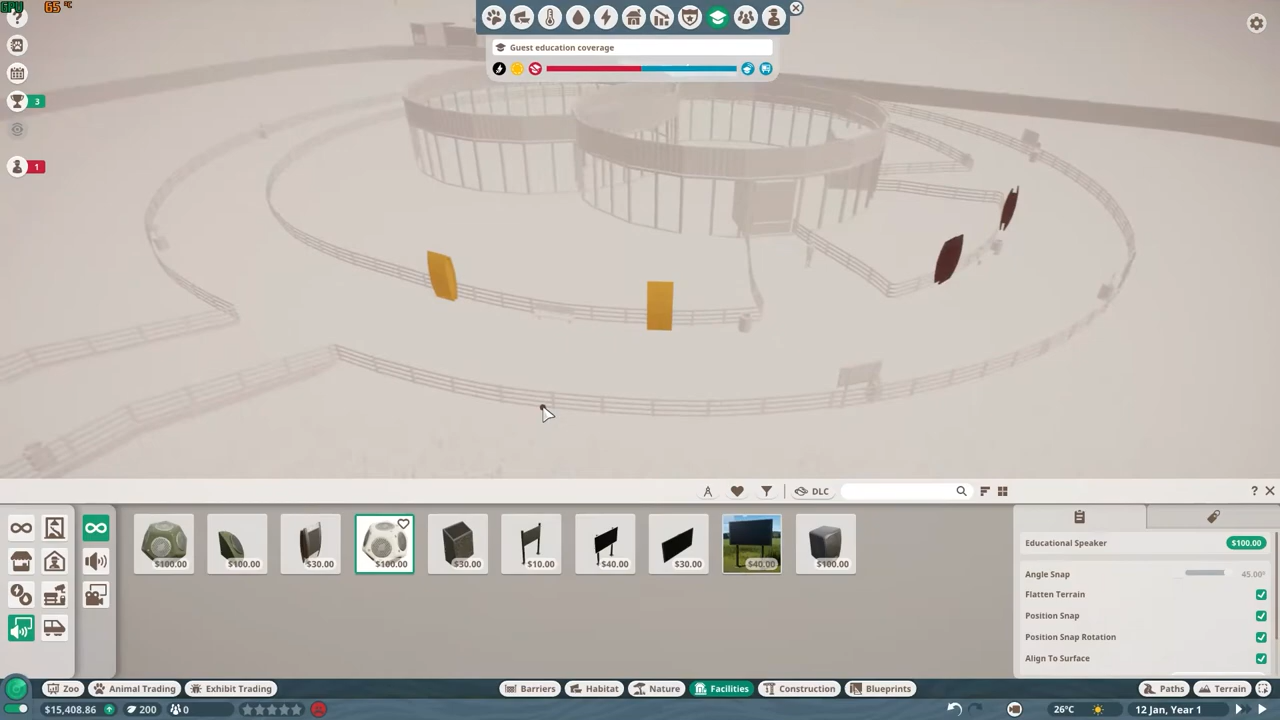 GPU 65 °C
Guest education coverage
3
1
DLC
$100.00
$100.00
$30.00
$100.00
$30.00
$10.00
$40.00
$30.00
$40.00
$100.00
Educational Speaker $100.00
Angle Snap 45.00°
Flatten Terrain
Position Snap
Position Snap Rotation
Align To Surface
Zoo
Animal Trading
Exhibit Trading
Barriers
Habitat
Nature
Facilities
Construction
Blueprints
Paths
Terrain
$15,408.86
200
0
26°C
12 Jan, Year 1